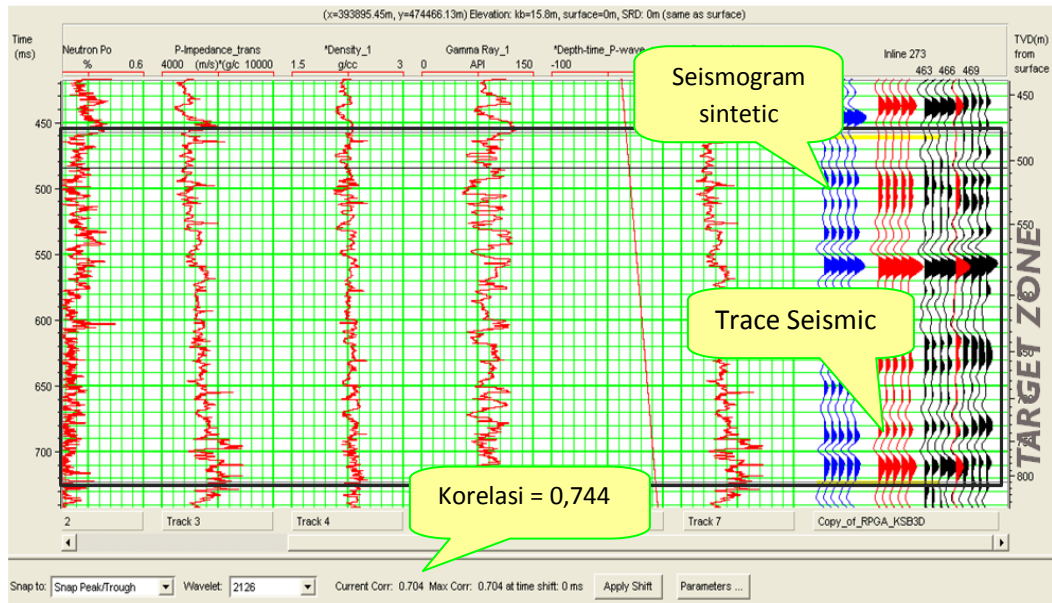 (x=393895.45m, y=474466.13m) Elevation: kb=15.8m, surface=0m, SRD: 0m (same as surface)
Time
(ms)
Neutron Po
% 0.6
P-Impedance_trans
4000 (m/s)*(g/c 10000
*Density_1
1.5 g/cc 3
Gamma Ray_1
0 API 150
*Depth-time_P-wave
-100
Inline 273
463 466 469
TVD(m)
from
surface
Seismogram
sintetic
Trace Seismic
Korelasi = 0,744
TARGET ZONE
450
500
550
600
650
700
450
500
550
800
2
Track 3
Track 4
Track 7
Copy_of_RPGA_KSB3D
Snap to: Snap Peak/Trough Wavelet: 2126 Current Corr: 0.704 Max Corr: 0.704 at time shift: 0 ms Apply Shift Parameters ...